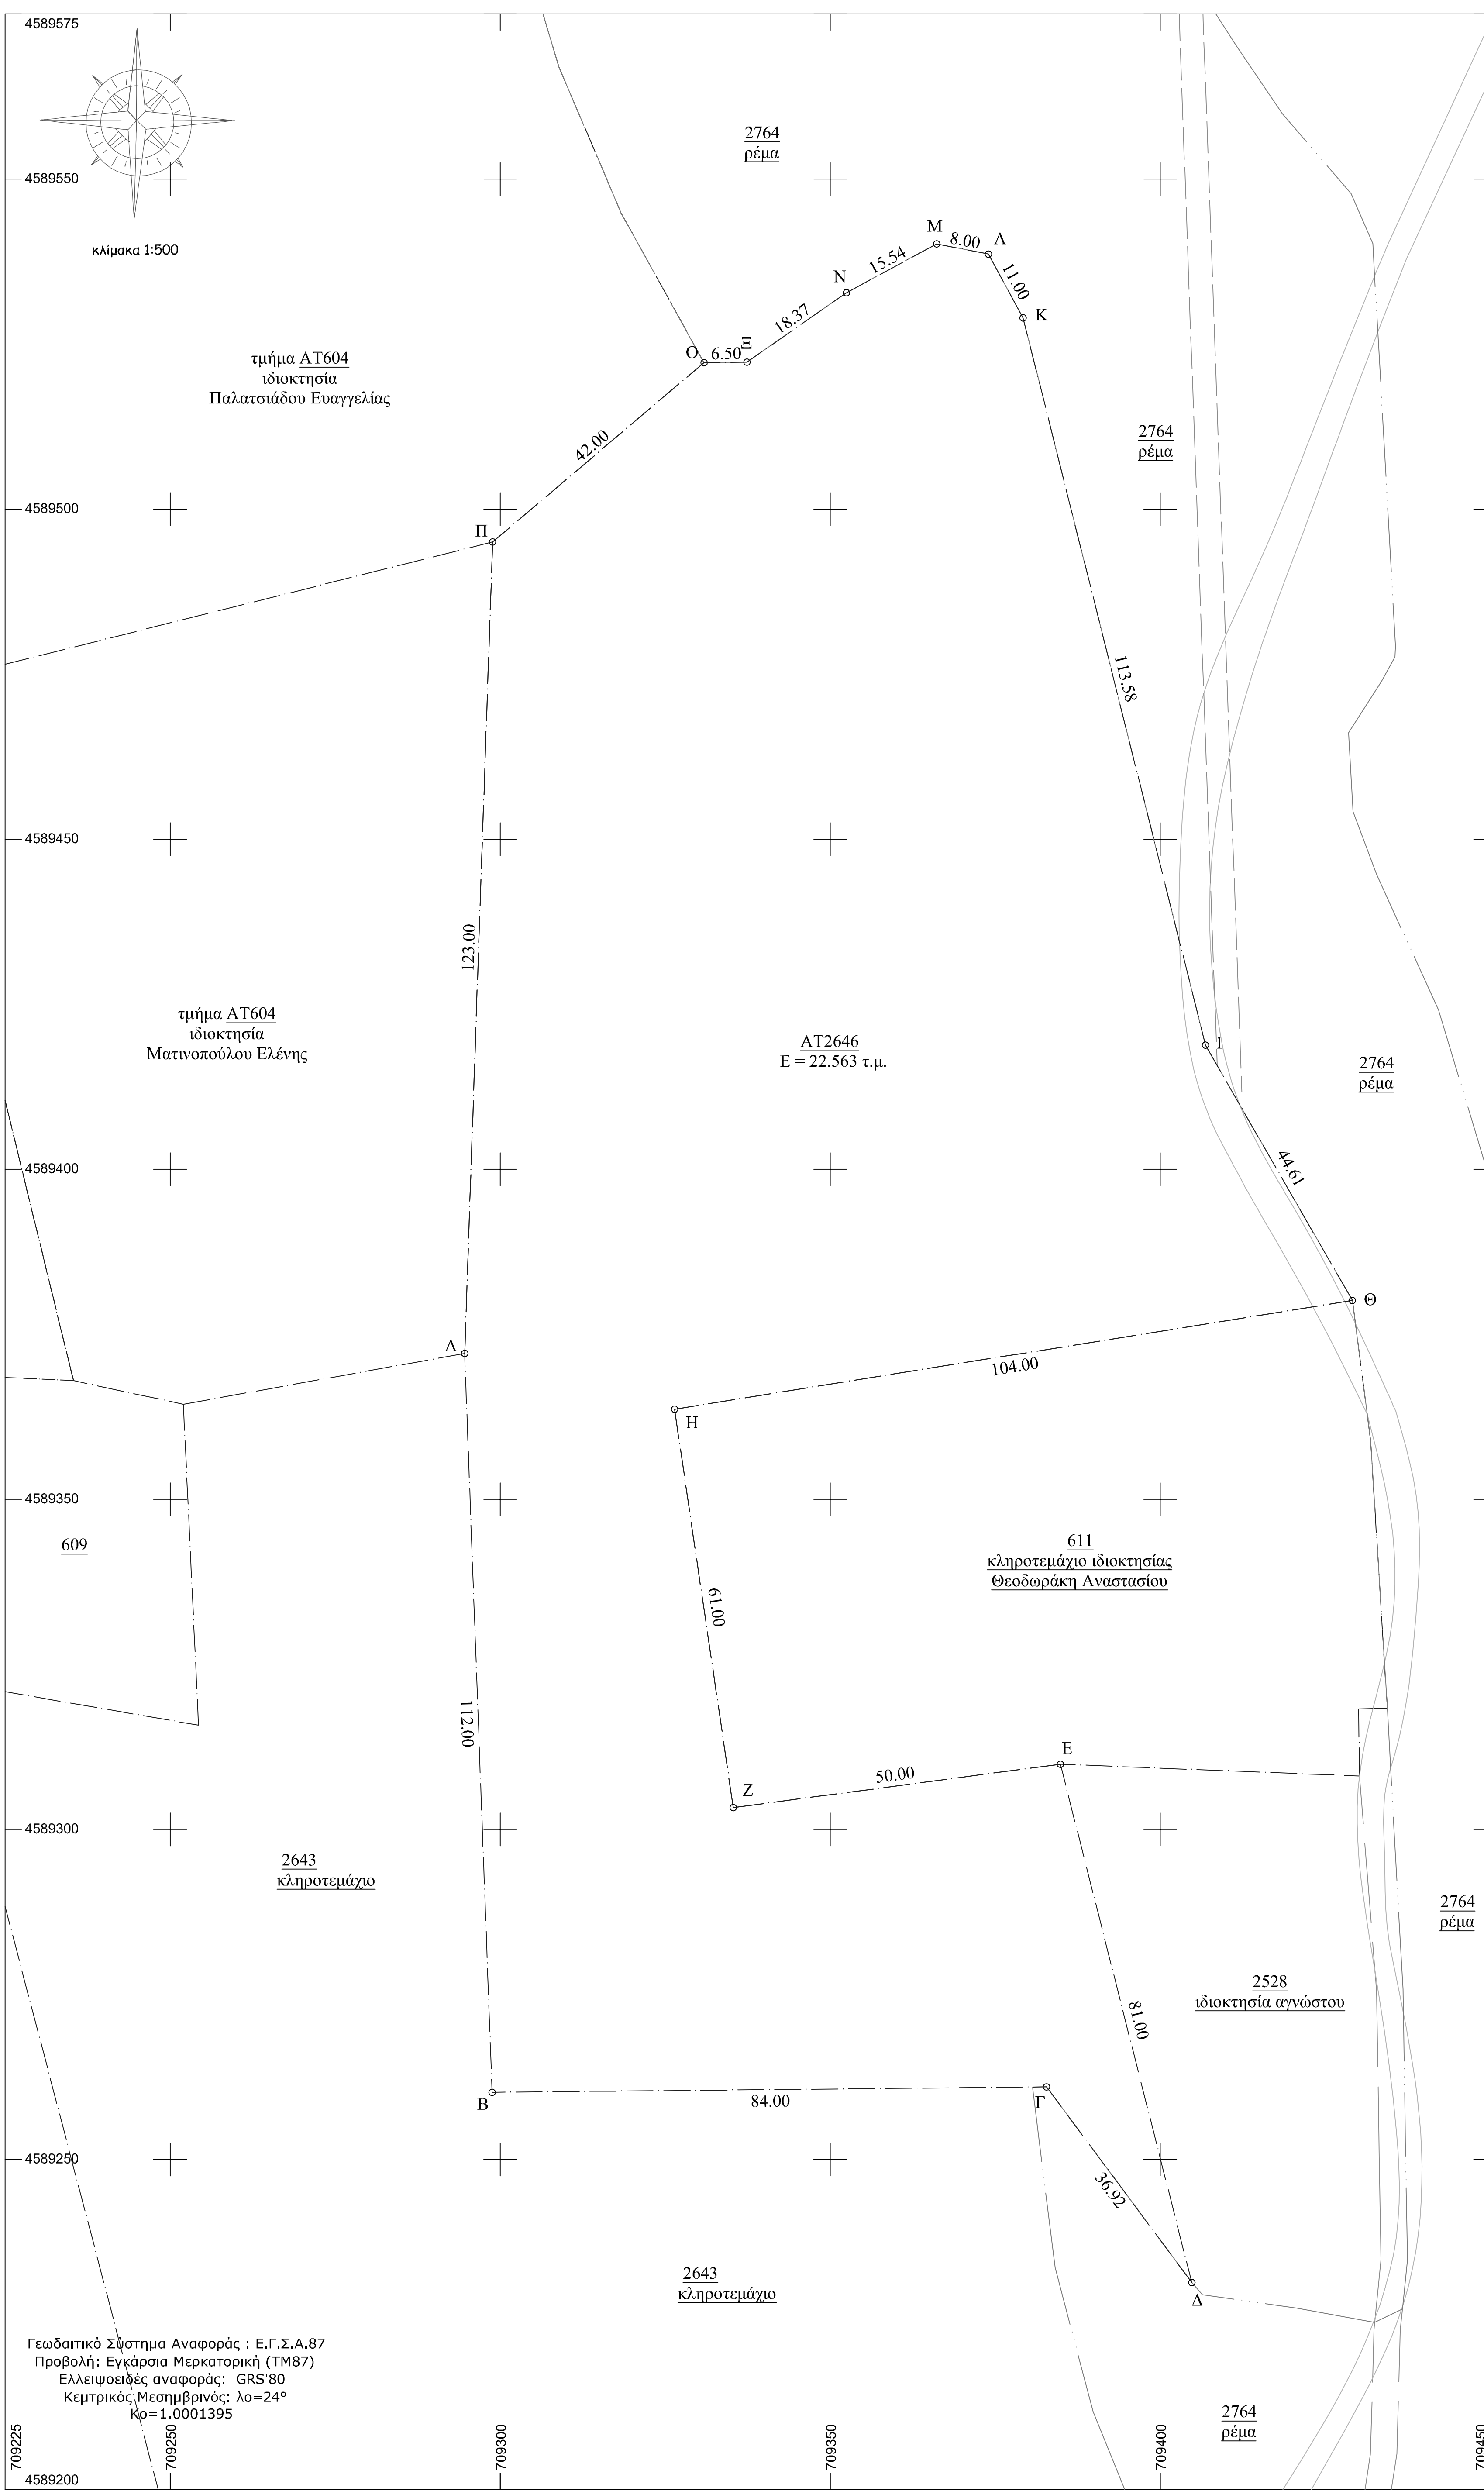 4589575
2764
ρέμα
4589550
κλίμακα 1:500
Μ
8.00
Λ
15.54
11.00
Ν
Κ
18.37
Ο
6.50
Ξ
τμήμα ΑΤ604
ιδιοκτησία
Παλατσιάδου Ευαγγελίας
42.00
2764
ρέμα
4589500
Π
113.58
4589450
123.00
τμήμα ΑΤ604
ιδιοκτησία
Ματινοπούλου Ελένης
ΑΤ2646
Ε = 22.563 τ.μ.
Ι
2764
ρέμα
4589400
44.61
Θ
Α
104.00
Η
4589350
609
611
κληροτεμάχιο ιδιοκτησίας
Θεοδωράκη Αναστασίου
61.00
112.00
Ε
50.00
Ζ
4589300
2643
κληροτεμάχιο
2764
ρέμα
2528
ιδιοκτησία αγνώστου
81.00
Β
84.00
Γ
4589250
36.92
Δ
2643
κληροτεμάχιο
Γεωδαιτικό Σύστημα Αναφοράς : Ε.Γ.Σ.Α.87
Προβολή: Εγκάρσια Μερκατορική (ΤΜ87)
Ελλειψοειδές αναφοράς: GRS'80
Κεμτρικός Μεσημβρινός: λο=24°
Κο=1.0001395
2764
ρέμα
709225
709250
709300
709350
709400
709450
4589200